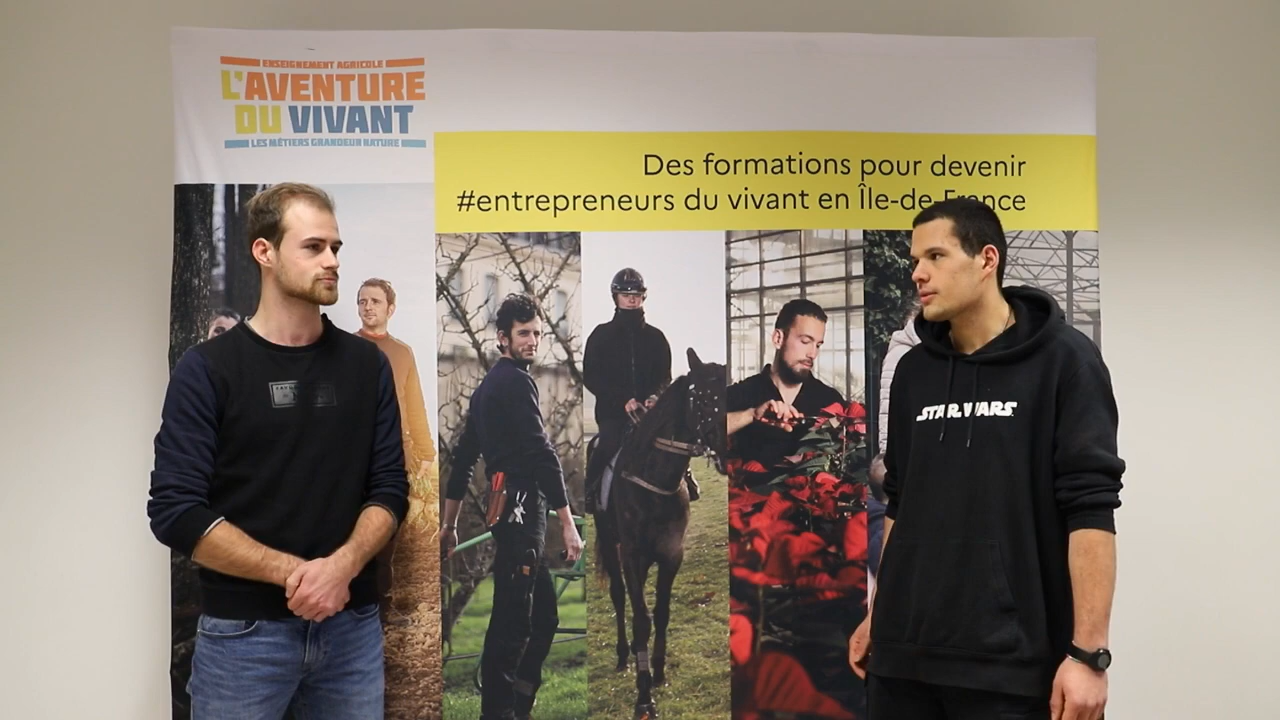 ENSEIGNEMENT AGRICOLE
L'AVENTURE
DU VIVANT
LES MÉTIERS GRANDEUR NATURE
Des formations pour devenir
#entrepreneurs du vivant en Île-de-France
STAR WARS